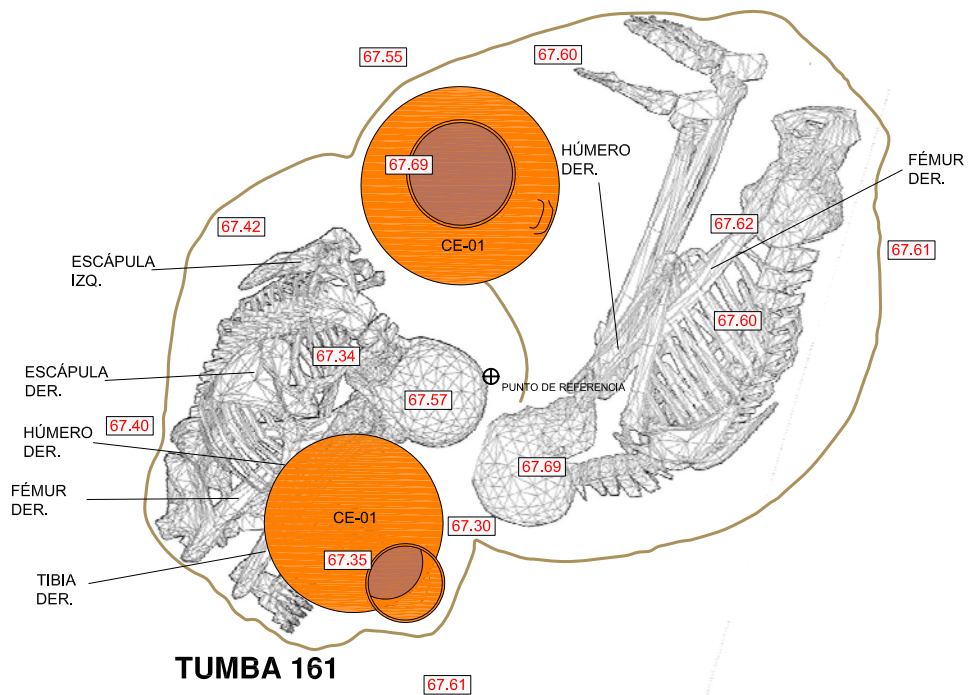 67.55
67.60
HÚMERO
DER.
FÉMUR
DER.
67.69
67.42
67.62
CE-01
67.61
ESCÁPULA
IZQ.
67.60
67.34
ESCÁPULA
DER.
PUNTO DE REFERENCIA
67.57
67.40
HÚMERO
DER.
67.69
FÉMUR
DER.
CE-01
67.30
67.35
TIBIA
DER.
TUMBA 161
67.61